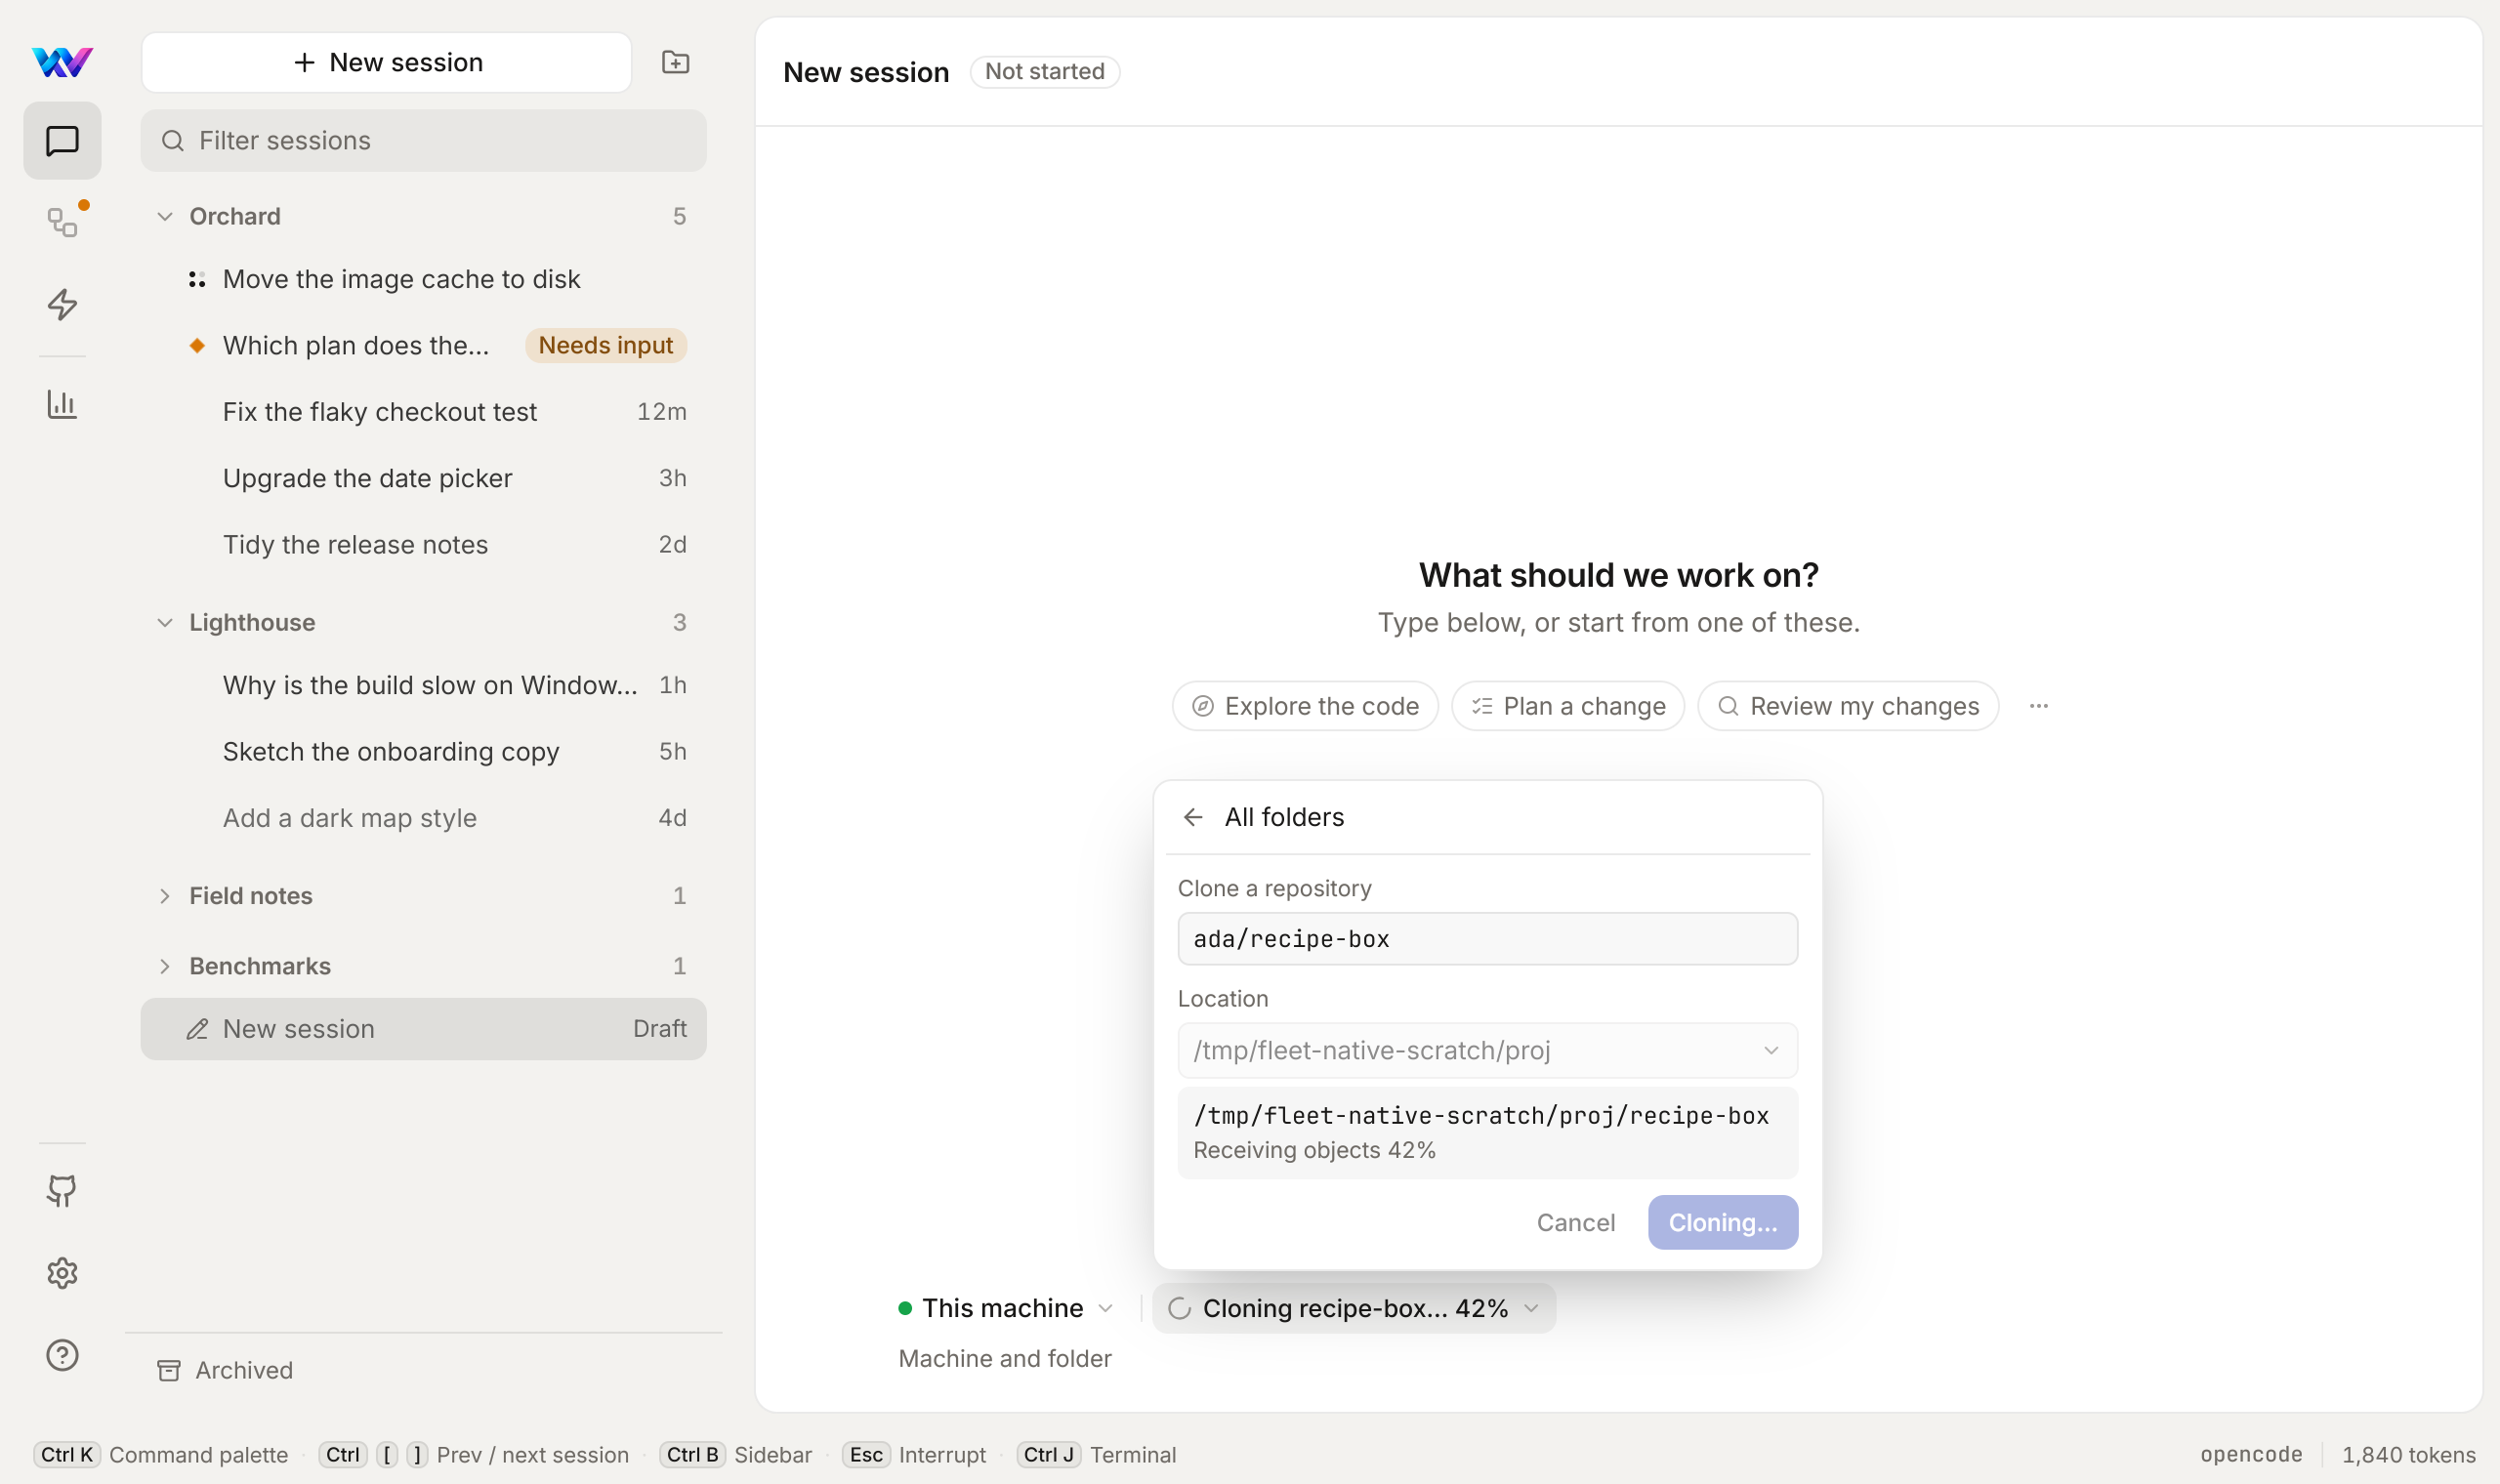 New session
Filter sessions
Orchard 5
Move the image cache to disk
Which plan does the... Needs input
Fix the flaky checkout test 12m
Upgrade the date picker 3h
Tidy the release notes 2d
Lighthouse 3
Why is the build slow on Window... 1h
Sketch the onboarding copy 5h
Add a dark map style 4d
Field notes 1
Benchmarks 1
New session Draft
Archived
New session Not started
What should we work on?
Type below, or start from one of these.
Explore the code Plan a change Review my changes
All folders
Clone a repository
ada/recipe-box
Location
/tmp/fleet-native-scratch/proj
/tmp/fleet-native-scratch/proj/recipe-box
Receiving objects 42%
Cancel Cloning...
This machine Cloning recipe-box... 42%
Machine and folder
Ctrl K Command palette · Ctrl [ ] Prev / next session · Ctrl B Sidebar · Esc Interrupt · Ctrl J Terminal
opencode 1,840 tokens